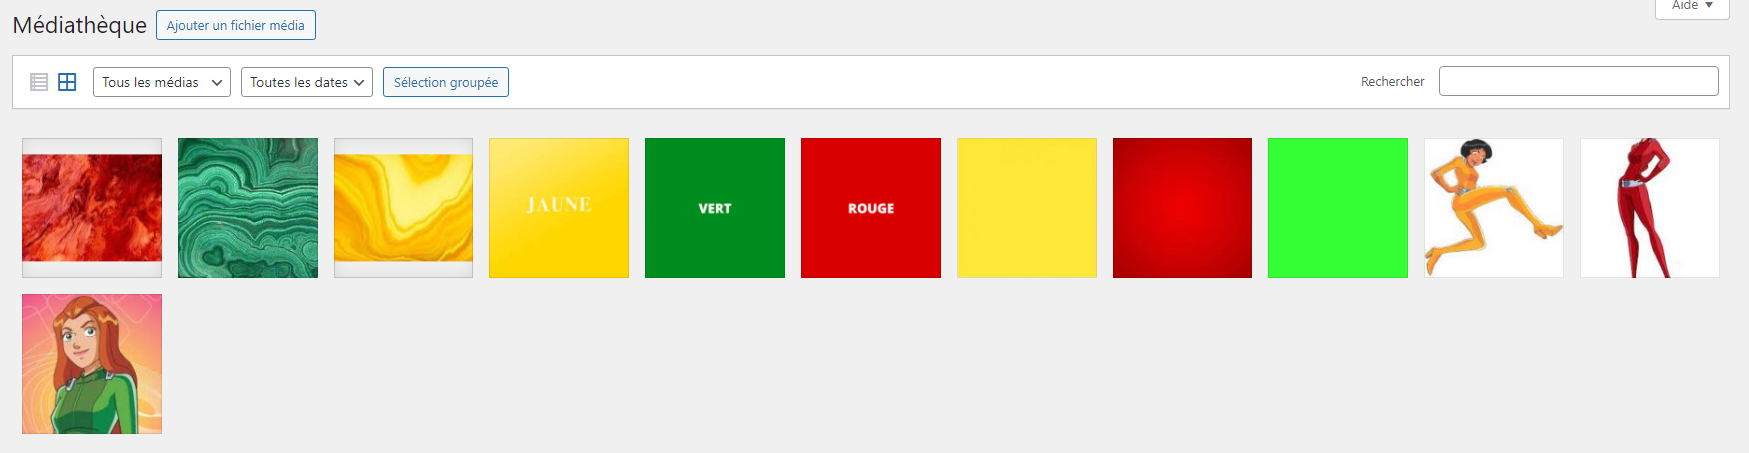 Aide
Médiathèque
Ajouter un fichier média
Tous les médias
Toutes les dates
Sélection groupée
Rechercher
JAUNE
VERT
ROUGE